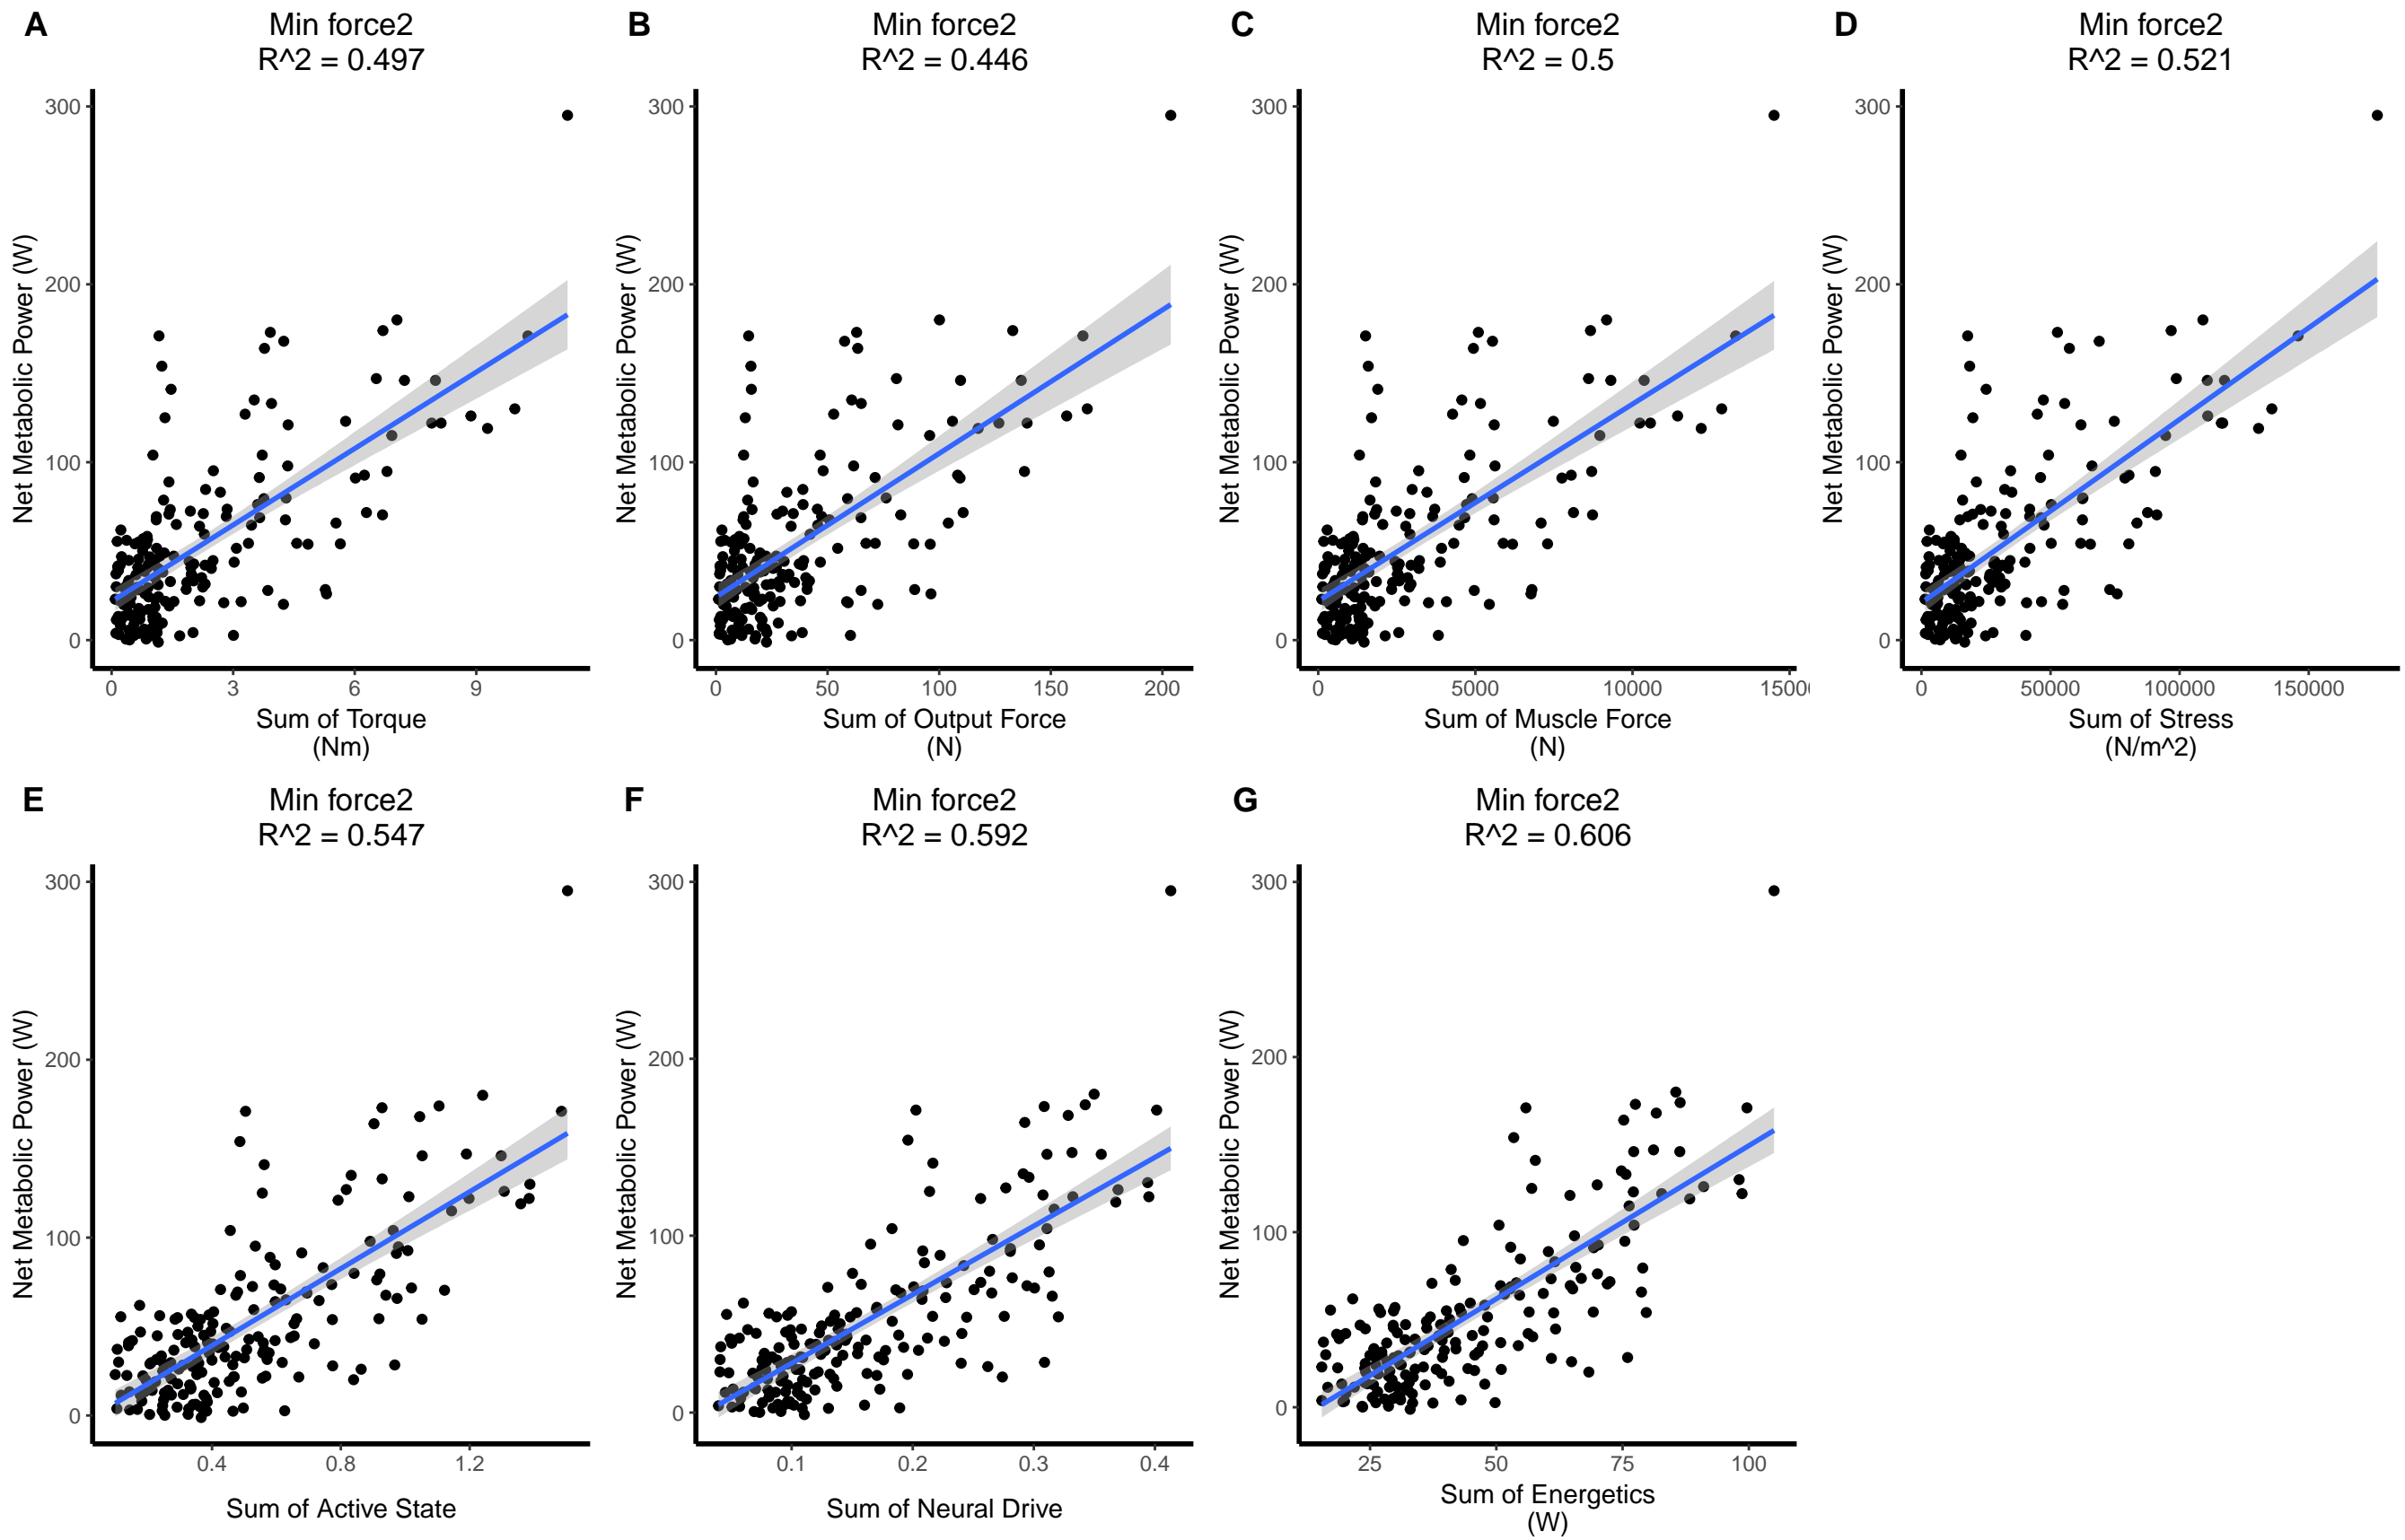 A
Min force2
R^2 = 0.497
Net Metabolic Power (W)
300
200
100
0
0 3 6 9
Sum of Torque
(Nm)
B
Min force2
R^2 = 0.446
Net Metabolic Power (W)
300
200
100
0
0 50 100 150 200
Sum of Output Force
(N)
C
Min force2
R^2 = 0.5
Net Metabolic Power (W)
300
200
100
0
0 5000 10000 1500
Sum of Muscle Force
(N)
D
Min force2
R^2 = 0.521
Net Metabolic Power (W)
300
200
100
0
0 50000 100000 150000
Sum of Stress
(N/m^2)
E
Min force2
R^2 = 0.547
Net Metabolic Power (W)
300
200
100
0
0.4 0.8 1.2
Sum of Active State
F
Min force2
R^2 = 0.592
Net Metabolic Power (W)
300
200
100
0
0.1 0.2 0.3 0.4
Sum of Neural Drive
G
Min force2
R^2 = 0.606
Net Metabolic Power (W)
300
200
100
0
25 50 75 100
Sum of Energetics
(W)